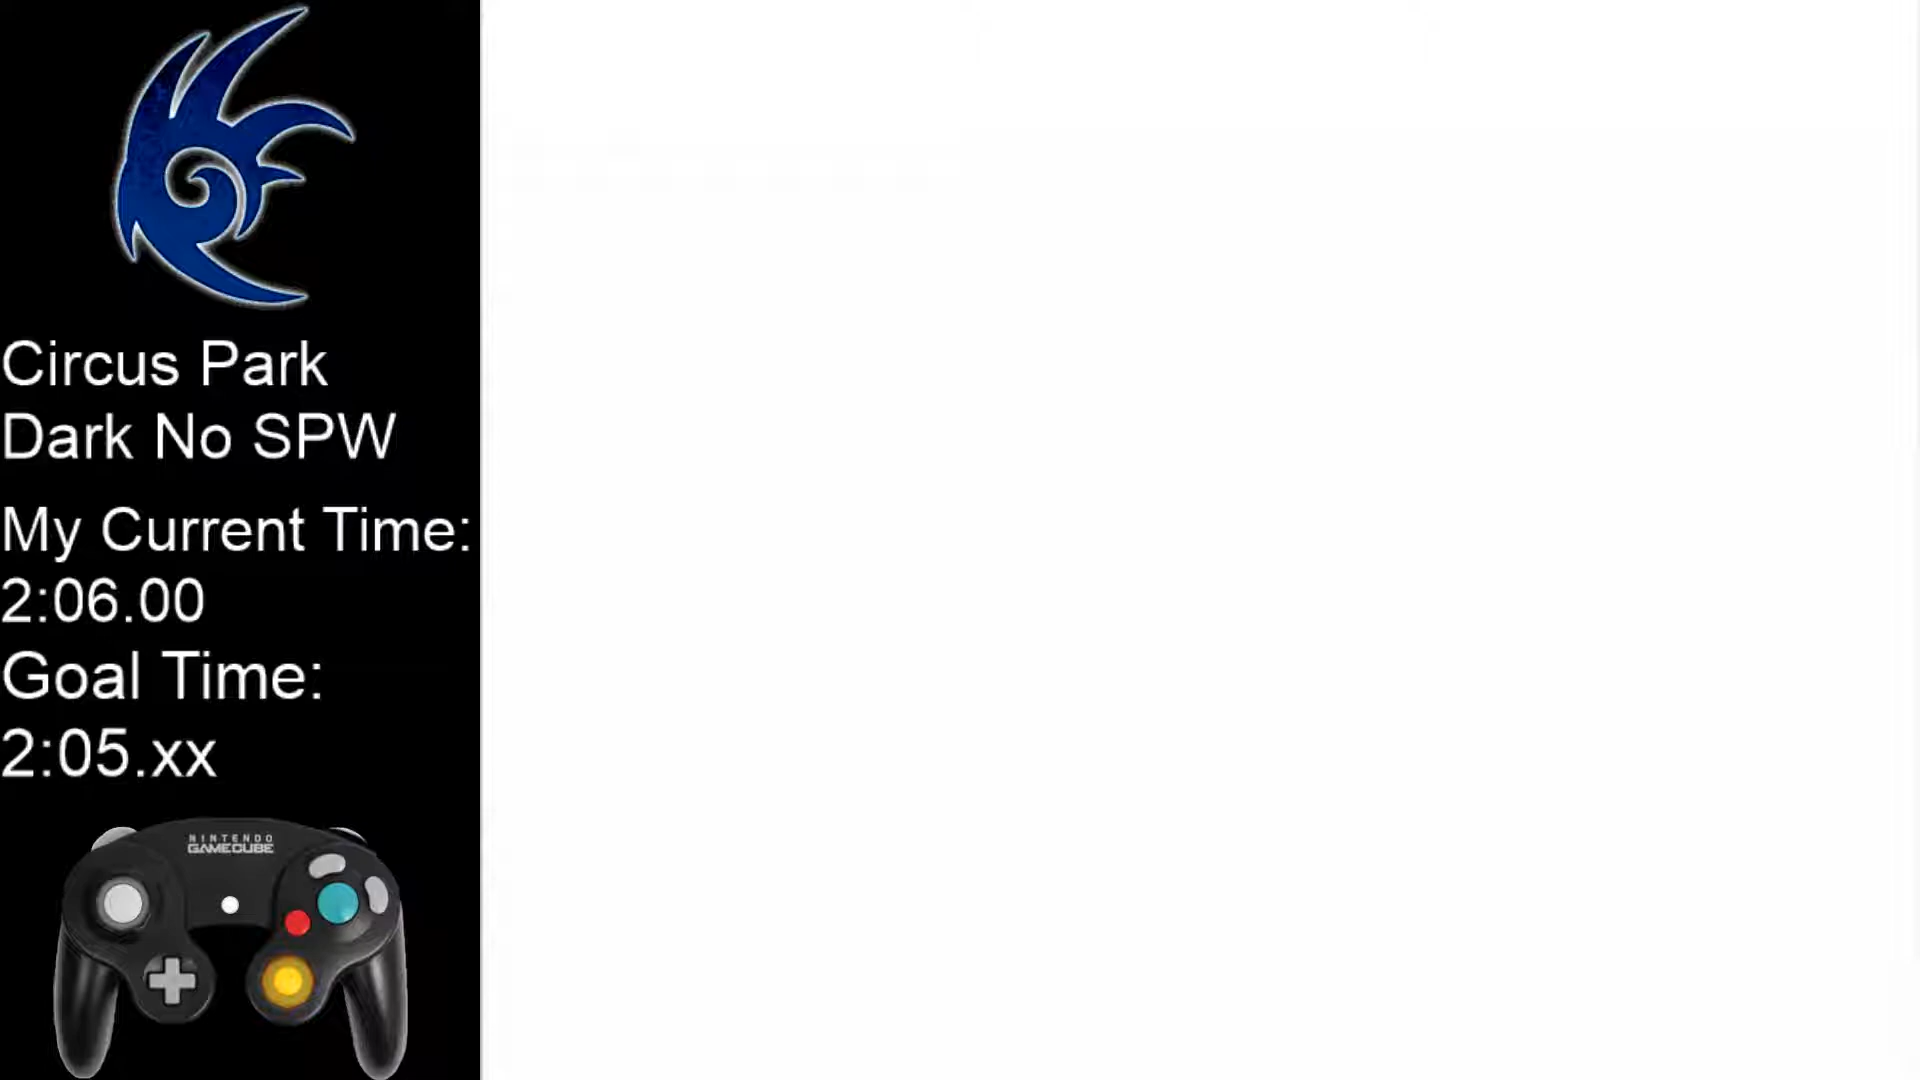 Circus Park
Dark No SPW
My Current Time:
2:06.00
Goal Time:
2:05.xx
NINTENDO
GAMECUBE